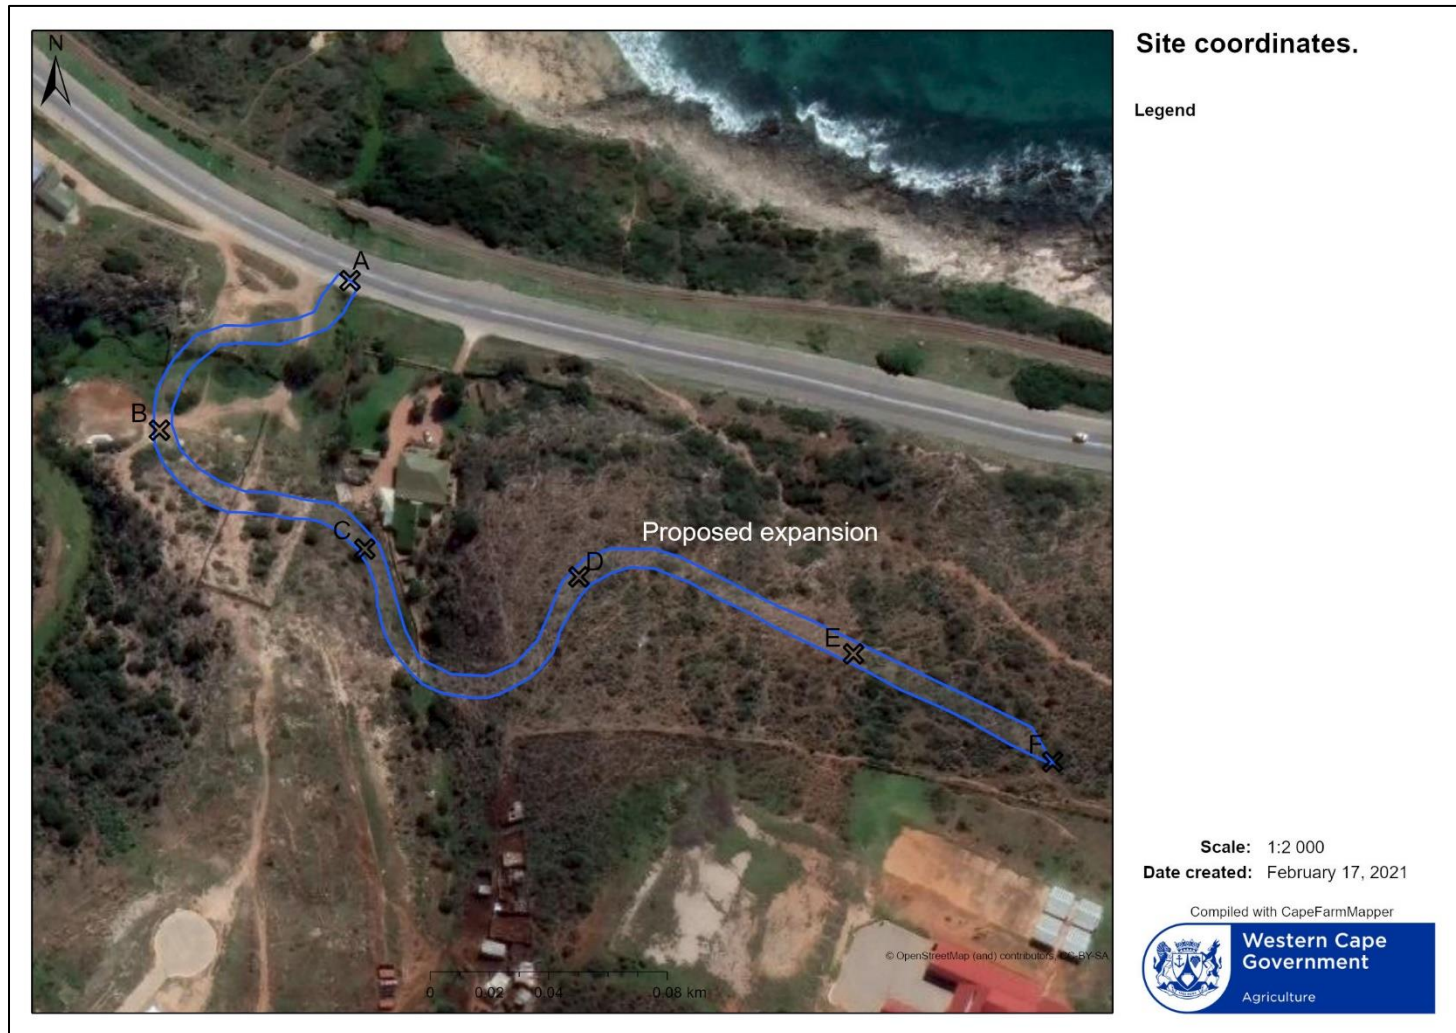 N
Site coordinates.
Legend
A
B
C
Proposed expansion
D
E
F
Scale: 1:2 000
Date created: February 17, 2021
Compiled with CapeFarmMapper
Western Cape
Government
Agriculture
© OpenStreetMap (and) contributors, CC-BY-SA
0 0.02 0.04 0.08 km